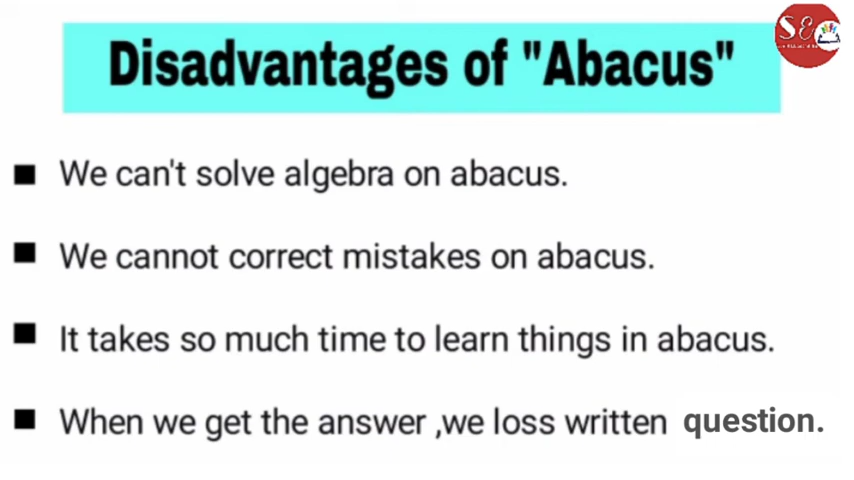 SEC
Disadvantages of "Abacus"
■ We can't solve algebra on abacus.
■ We cannot correct mistakes on abacus.
■ It takes so much time to learn things in abacus.
■ When we get the answer ,we loss written question.